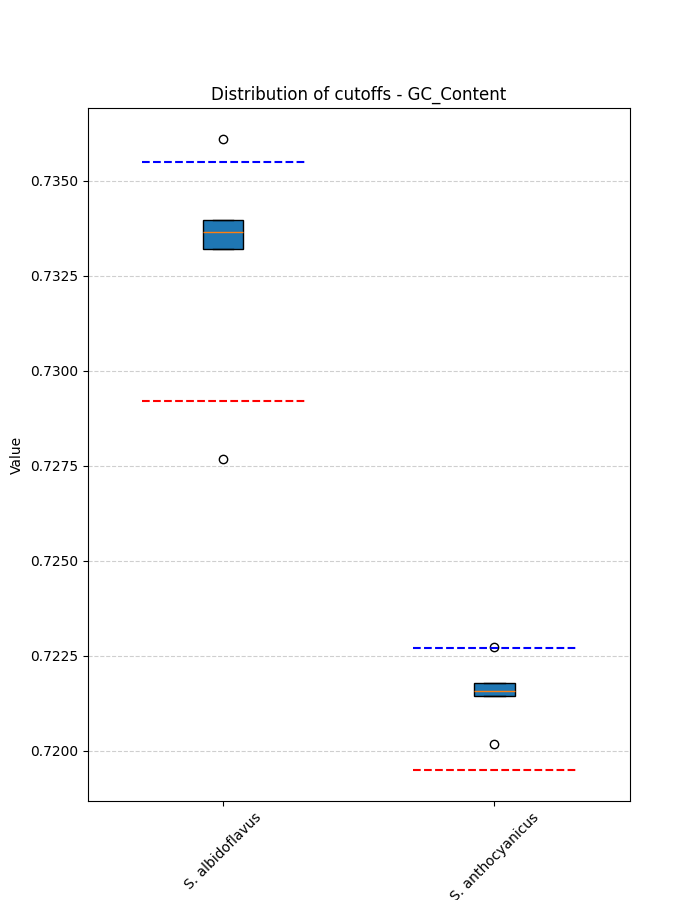 Distribution of cutoffs - GC_Content
Value
0.7350
0.7325
0.7300
0.7275
0.7250
0.7225
0.7200
S. albidoflavus
S. anthocyanicus